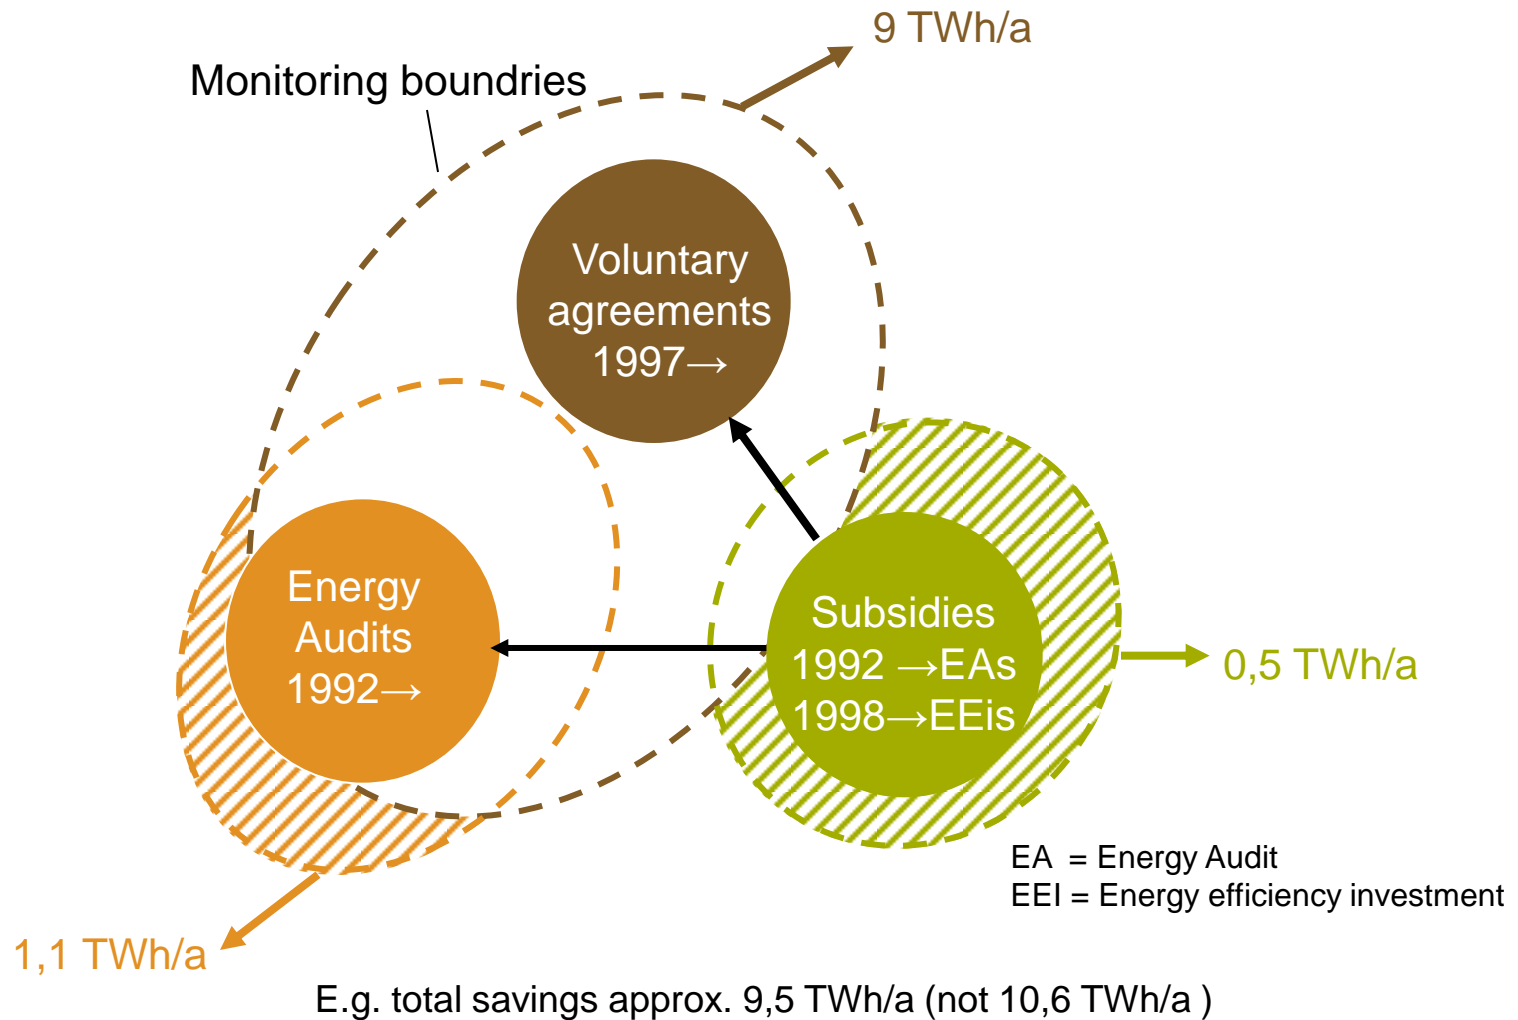 9 TWh/a
Monitoring boundries
Voluntary
agreements
1997→
Energy
Audits
1992→
Subsidies
1992 →EAs
1998→EEis
0,5 TWh/a
EA = Energy Audit
EEI = Energy efficiency investment
1,1 TWh/a
E.g. total savings approx. 9,5 TWh/a (not 10,6 TWh/a )